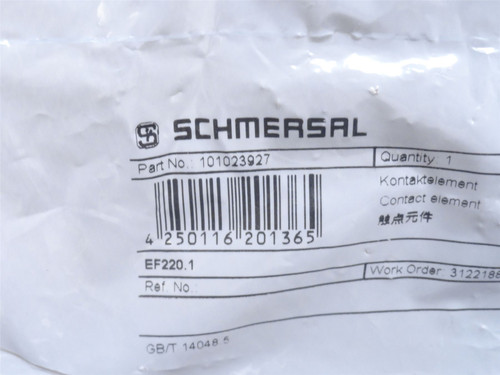 SCHMERSAL
Part No.: 101023927
Quantity: 1
Kontaktelement
Contact element
触点元件
4 250116 201365
EF220.1
Ref. No.:
Work Order: 3122188
GB/T 14048.5